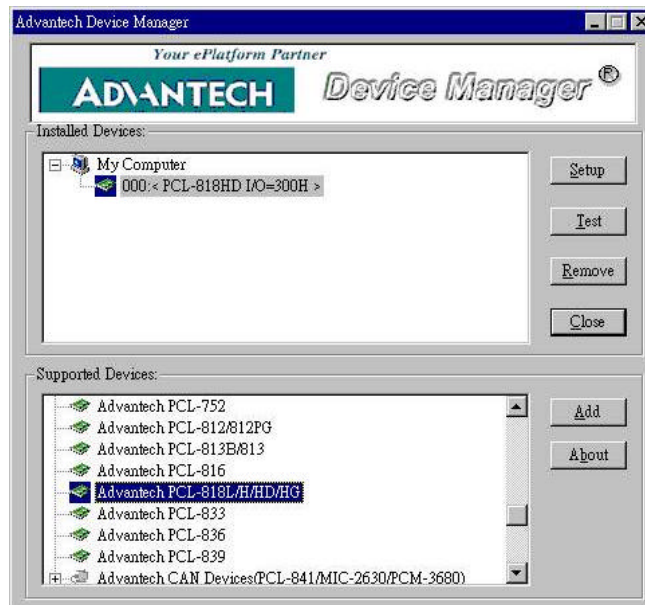 Advantech Device Manager
Your ePlatform Partner
ADVANTECH Device Manager ®
Installed Devices:
My Computer
000:< PCL-818HD I/O=300H >
Setup
Test
Remove
Close
Supported Devices:
Advantech PCL-752
Advantech PCL-812/812PG
Advantech PCL-813B/813
Advantech PCL-816
Advantech PCL-818L/H/HD/HG
Advantech PCL-833
Advantech PCL-836
Advantech PCL-839
Advantech CAN Devices(PCL-841/MIC-2630/PCM-3680)
Add
About